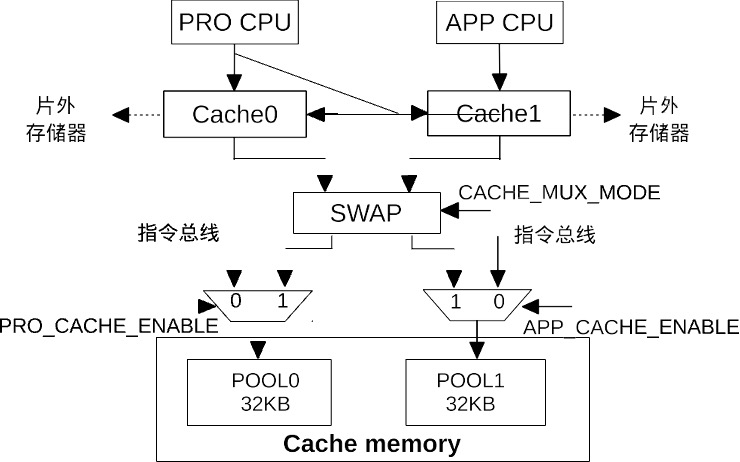 PRO CPU
APP CPU
片外
存储器
Cache0
Cache1
片外
存储器
CACHE_MUX_MODE
SWAP
指令总线
指令总线
0 1
1 0
PRO_CACHE_ENABLE
APP_CACHE_ENABLE
POOL0
32KB
POOL1
32KB
Cache memory